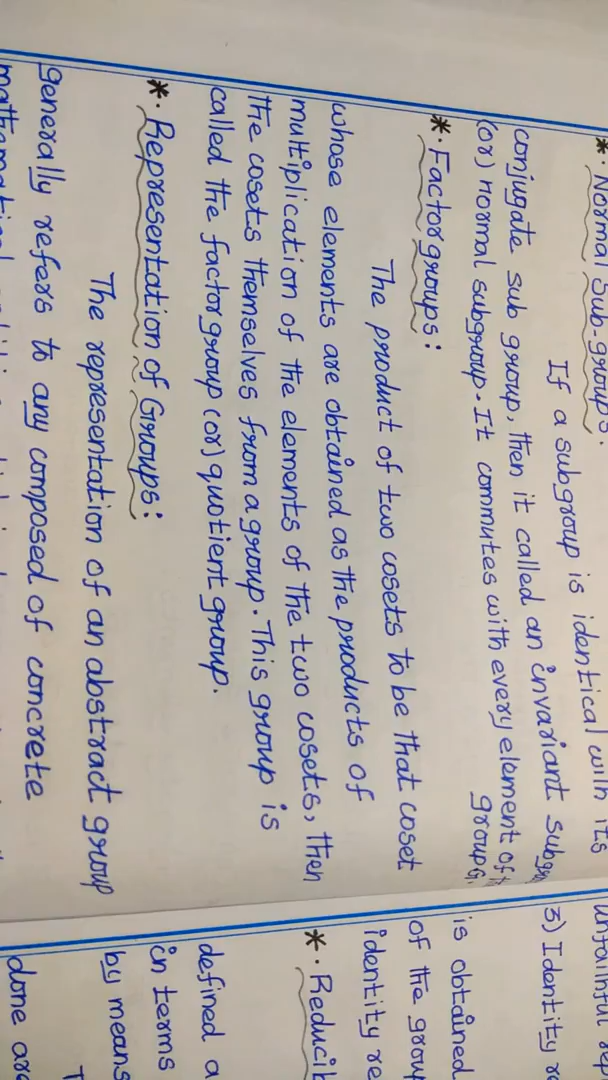 *. Normal Sub-groups:
If a subgroup is identical with its
conjugate sub group, then it called an invariant
(or) normal subgroup. It commutes with every element of
group G.
*. Factor groups:
The product of two cosets to be that coset
whose elements are obtained as the products of
multiplication of the elements of the two cosets, then
the cosets themselves from a group. This group is
called the factor group (or) quotient group.
*. Representation of Groups:
The representation of an abstract group
generally refers to any composed of concrete
3) Identity
is obtained
of the
identity
*.
defined
in terms
by means
done